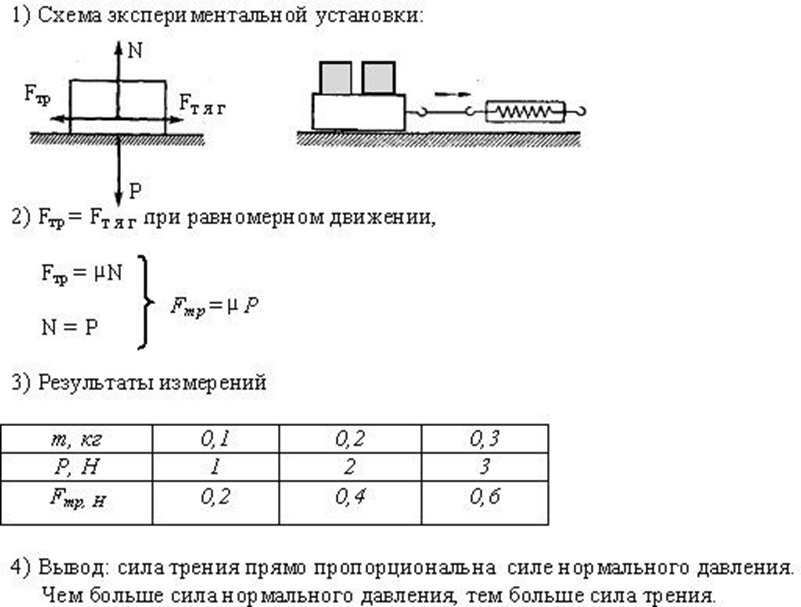 1) Схема экспериментальной установки:
N
Fтр
Fт я г
P
2) Fтр = Fт я г при равномерном движении,
Fтр = μN
N = P
Fтр = μ P
3) Результаты измерений
m, кг 0,1 0,2 0,3
P, Н 1 2 3
Fтр, Н 0,2 0,4 0,6
4) Вывод: сила трения прямо пропорциональна силе нормального давления.
Чем больше сила нормального давления, тем больше сила трения.